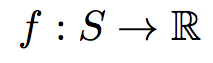 f : S → ℝ